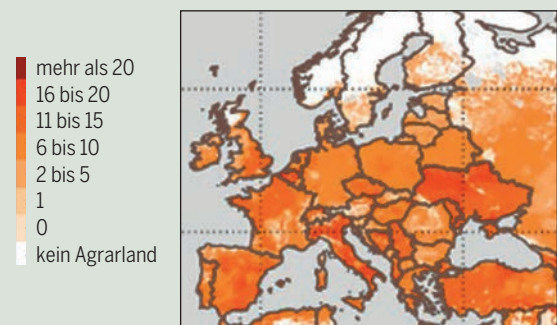 mehr als 20
16 bis 20
11 bis 15
6 bis 10
2 bis 5
1
0
kein Agrarland